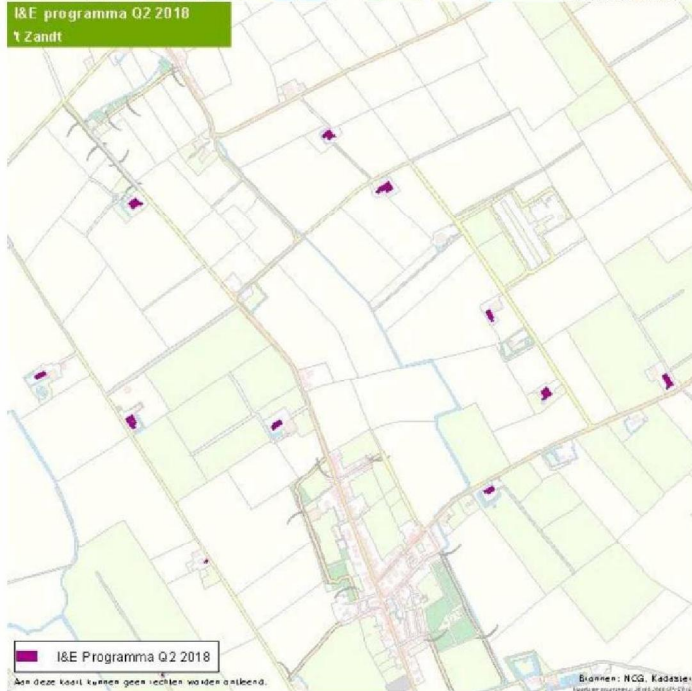 I&E programma Q2 2018
't Zandt
I&E Programma Q2 2018
Aan deze kaart kunnen geen rechten worden ontleend.
Bronnen: NCG, Kadaster